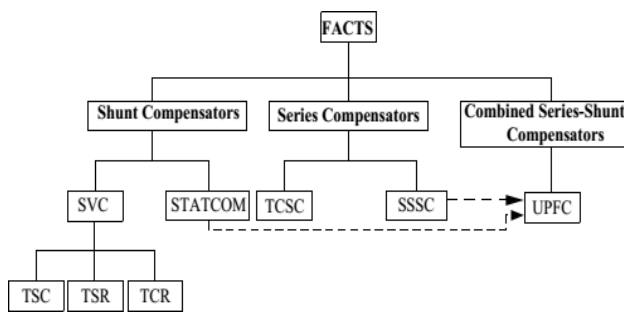 FACTS
Shunt Compensators
Series Compensators
Combined Series-Shunt
Compensators
SVC
STATCOM
TCSC
SSSC
UPFC
TSC
TSR
TCR